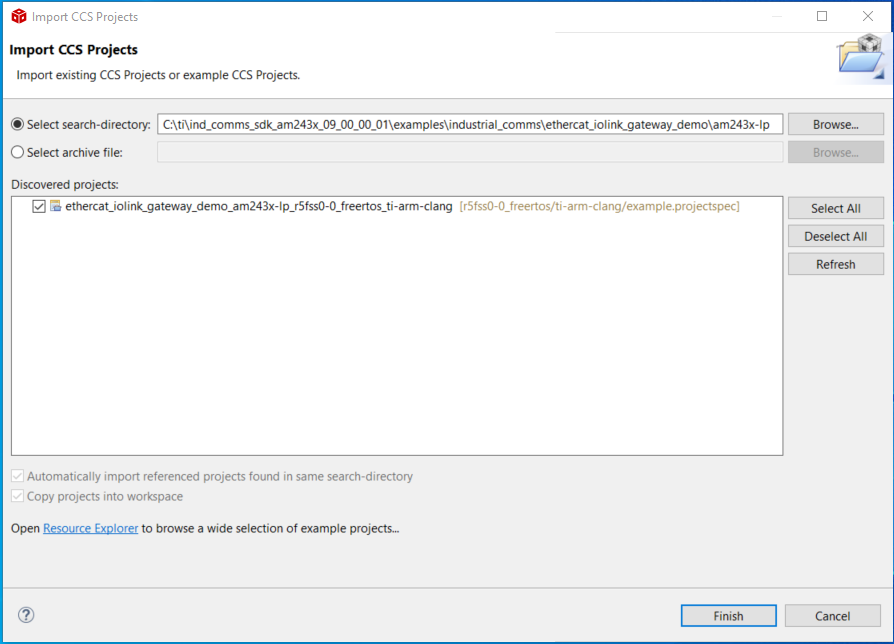 Import CCS Projects
Import CCS Projects
Import existing CCS Projects or example CCS Projects.
Select search-directory: C:\ti\ind_comms_sdk_am243x_09_00_00_01\examples\industrial_comms\ethercat_iolink_gateway_demo\am243x-lp Browse...
Select archive file: Browse...
Discovered projects:
ethercat_iolink_gateway_demo_am243x-lp_r5fss0-0_freertos_ti-arm-clang [r5fss0-0_freertos/ti-arm-clang/example.projectspec]
Select All
Deselect All
Refresh
Automatically import referenced projects found in same search-directory
Copy projects into workspace
Open Resource Explorer to browse a wide selection of example projects...
? Finish Cancel